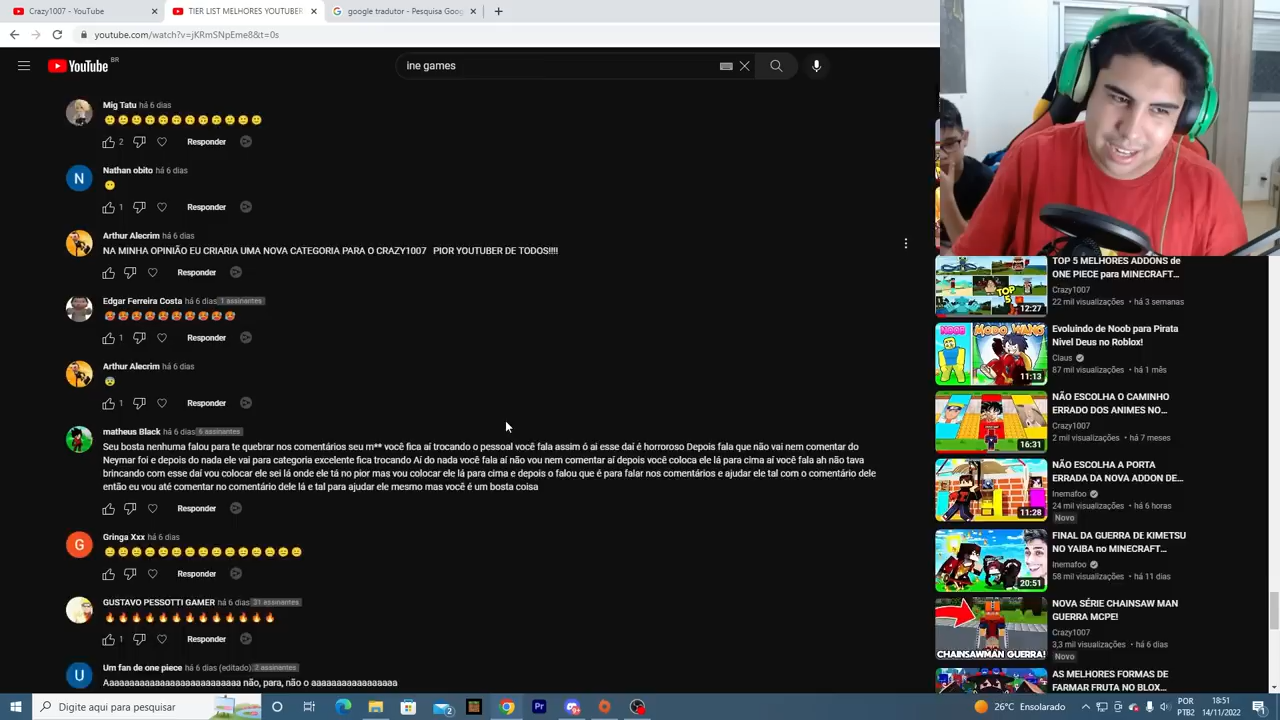 Crazy1007 - YouTube
TIER LIST MELHORES YOUTUBER
google tradutor - Pesquisa Goog
youtube.com/watch?v=jKRmSNpEme8&t=0s
YouTube BR
ine games
Mig Tatu há 6 dias
2 Responder
Nathan obito há 6 dias
1 Responder
Arthur Alecrim há 6 dias
NA MINHA OPINIÃO EU CRIARIA UMA NOVA CATEGORIA PARA O CRAZY1007 PIOR YOUTUBER DE TODOS!!!!
Responder
Edgar Ferreira Costa há 6 dias 1 assinantes
1 Responder
Arthur Alecrim há 6 dias
1 Responder
matheus Black há 6 dias 6 assinantes
Seu bosta nenhuma falou para te quebrar nos comentários seu m** você fica aí trocando o pessoal você fala assim ó ai esse daí é horroroso Depois fala que não vai nem comentar do
Neymar foi e depois do nada ele vai para categoria excelente fica trocando Aí do nada você fala aí não vou nem comentar aí depois você coloca ele lá para cima aí você fala ah não tava
brincando com esse daí vou colocar ele sei lá onde ele tá no pior mas vou colocar ele lá para cima e depois o falou que é para falar nos comentários e ajudar ele tal com o comentário dele
então eu vou até comentar no comentário dele lá e tal para ajudar ele mesmo mas você é um bosta coisa
Responder
G
Gringa Xxx há 6 dias
Responder
GUSTAVO PESSOTTI GAMER há 6 dias 31 assinantes
1 Responder
U
Um fan de one piece há 6 dias (editado) 2 assinantes
Aaaaaaaaaaaaaaaaaaaaaaaaaa não, para, não o aaaaaaaaaaaaaaaaa
TOP 5 MELHORES ADDONS de
ONE PIECE para MINECRAFT...
Crazy1007
22 mil visualizações • há 3 semanas
TOP 5
12:27
Evoluindo de Noob para Pirata
Nivel Deus no Roblox!
Claus
87 mil visualizações • há 1 mês
NOOB
MODO WANO
11:13
NÃO ESCOLHA O CAMINHO
ERRADO DOS ANIMES NO...
Crazy1007
2 mil visualizações • há 7 meses
16:31
NÃO ESCOLHA A PORTA
ERRADA DA NOVA ADDON DE...
Inemafoo
24 mil visualizações • há 6 horas
Novo
11:28
FINAL DA GUERRA DE KIMETSU
NO YAIBA no MINECRAFT...
Inemafoo
58 mil visualizações • há 11 dias
20:51
NOVA SÉRIE CHAINSAW MAN
GUERRA MCPE!
Crazy1007
3,3 mil visualizações • há 6 dias
Novo
CHAINSAWMAN GUERRA!
AS MELHORES FORMAS DE
FARMAR FRUTA NO BLOX...
Digite aqui para pesquisar
26°C Ensolarado
POR
PTB2
18:51
14/11/2022